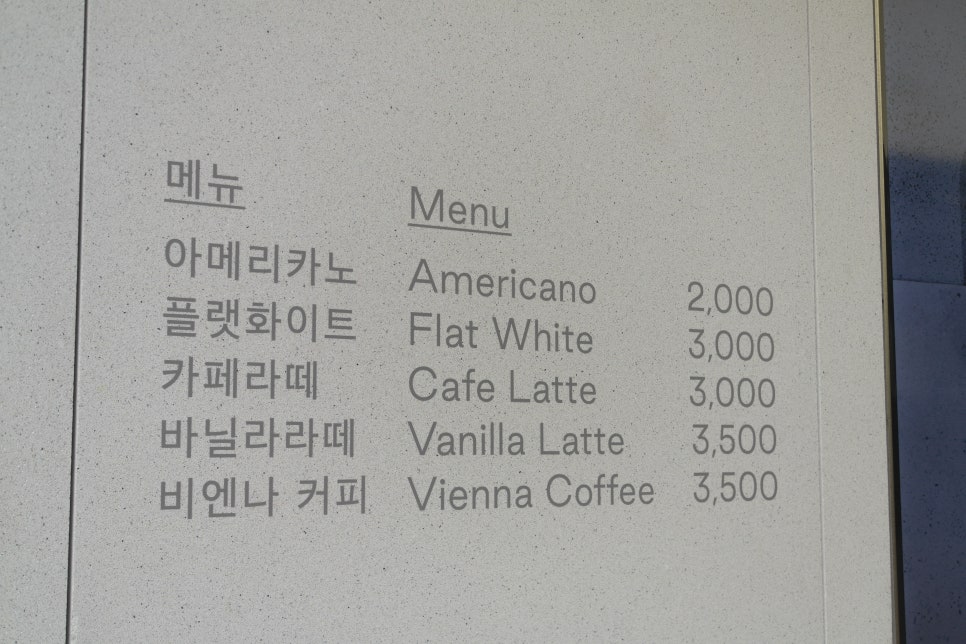 메뉴 Menu
아메리카노 Americano 2,000
플랫화이트 Flat White 3,000
카페라떼 Cafe Latte 3,000
바닐라라떼 Vanilla Latte 3,500
비엔나 커피 Vienna Coffee 3,500